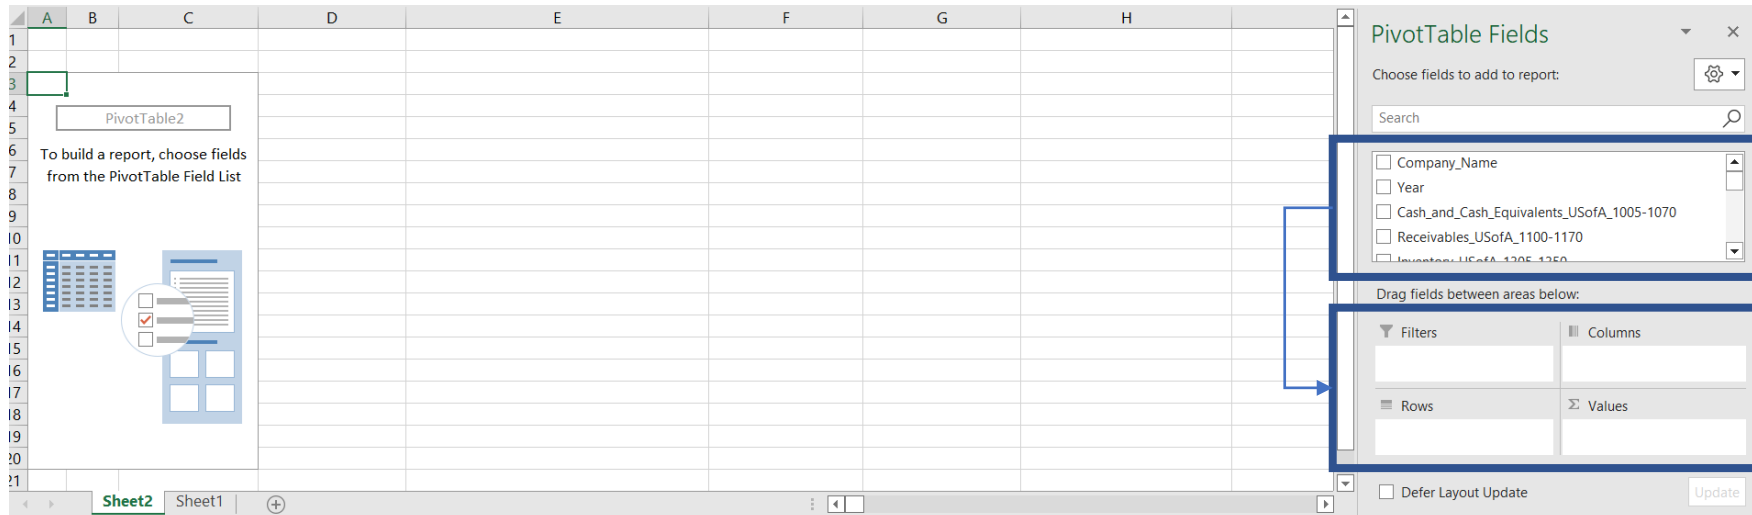 A B C D E F G H
1
2
3
4
5
6
7
8
9
10
11
12
13
14
15
16
17
18
19
20
21
PivotTable2
To build a report, choose fields
from the PivotTable Field List
Sheet2 Sheet1
PivotTable Fields
Choose fields to add to report:
Search
Company_Name
Year
Cash_and_Cash_Equivalents_USofA_1005-1070
Receivables_USofA_1100-1170
Inventory_USofA_1205-1250
Drag fields between areas below:
Filters
Columns
Rows
Σ Values
Defer Layout Update
Update